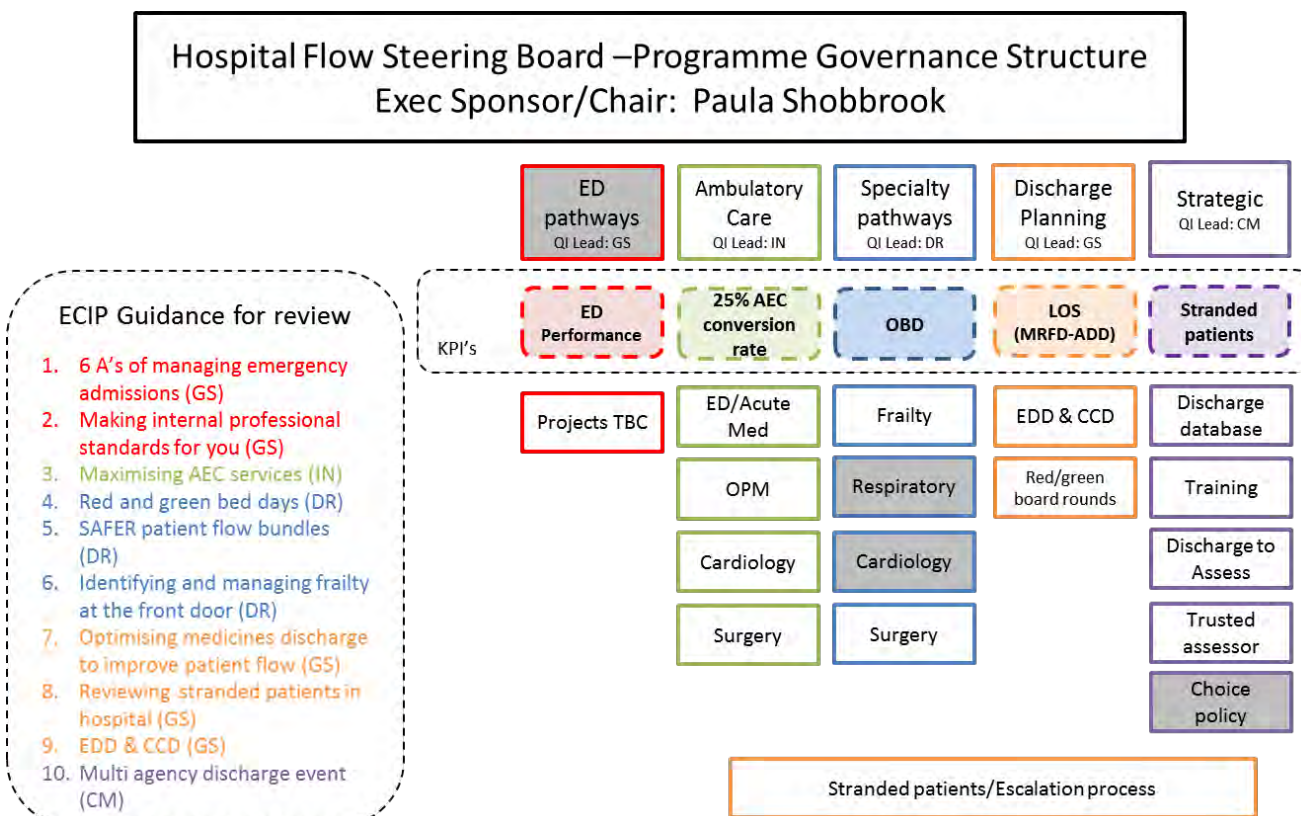 Hospital Flow Steering Board –Programme Governance Structure
Exec Sponsor/Chair:  Paula Shobbrook
ED
pathways
QI Lead: GS
Ambulatory
Care
QI Lead: IN
Specialty
pathways
QI Lead: DR
Discharge
Planning
QI Lead: GS
Strategic
QI Lead: CM
KPI's
ED
Performance
25% AEC
conversion
rate
OBD
LOS
(MRFD-ADD)
Stranded
patients
Projects TBC
ED/Acute
Med
OPM
Cardiology
Surgery
Frailty
Respiratory
Cardiology
Surgery
EDD & CCD
Red/green
board rounds
Discharge
database
Training
Discharge to
Assess
Trusted
assessor
Choice
policy
Stranded patients/Escalation process
ECIP Guidance for review
1. 6 A's of managing emergency
admissions (GS)
2. Making internal professional
standards for you (GS)
3. Maximising AEC services (IN)
4. Red and green bed days (DR)
5. SAFER patient flow bundles
(DR)
6. Identifying and managing frailty
at the front door (DR)
7. Optimising medicines discharge
to improve patient flow (GS)
8. Reviewing stranded patients in
hospital (GS)
9. EDD & CCD (GS)
10. Multi agency discharge event
(CM)